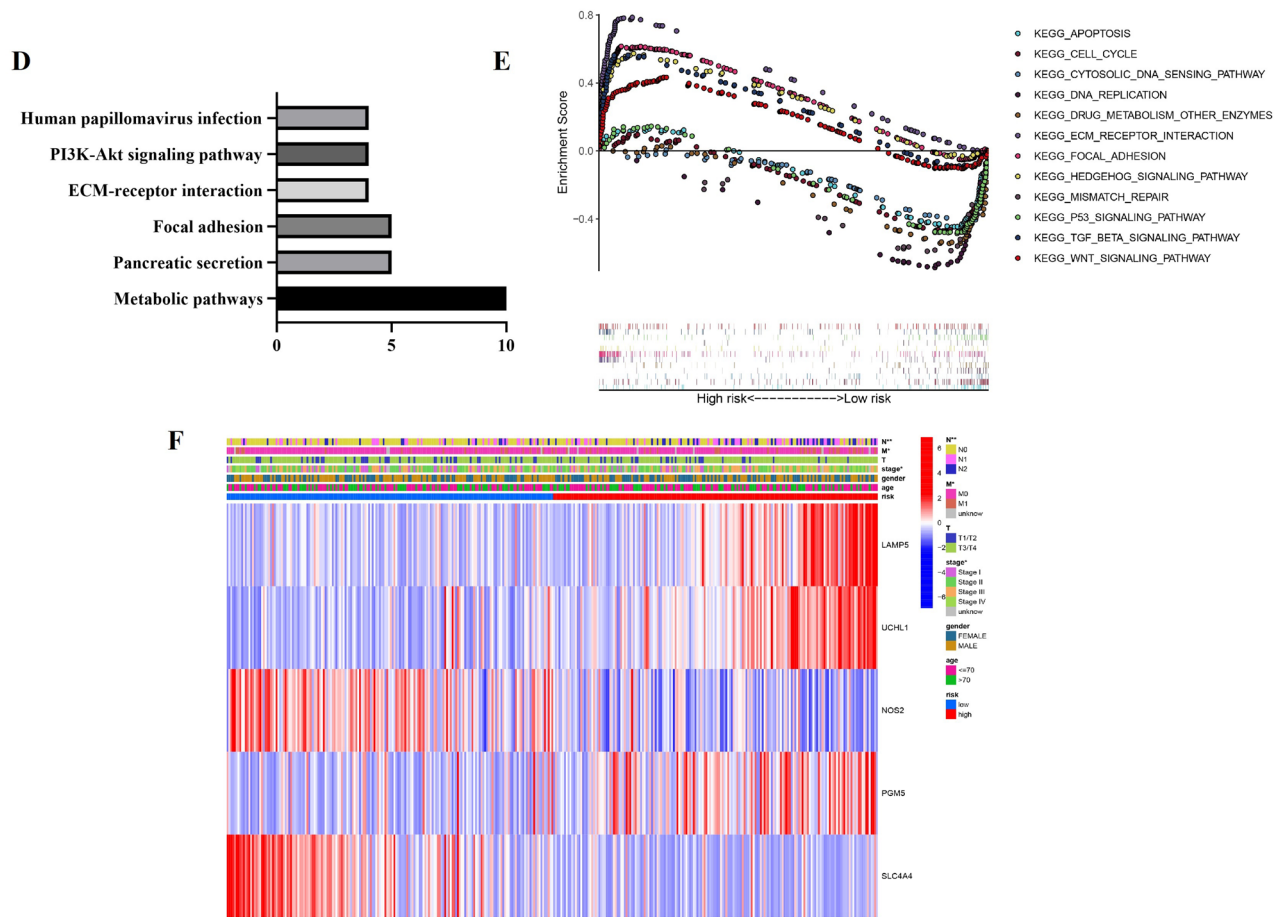 D
Human papillomavirus infection
PI3K-Akt signaling pathway
ECM-receptor interaction
Focal adhesion
Pancreatic secretion
Metabolic pathways
0
5
10
E
Enrichment Score
0.8
0.4
0.0
−0.4
KEGG_APOPTOSIS
KEGG_CELL_CYCLE
KEGG_CYTOSOLIC_DNA_SENSING_PATHWAY
KEGG_DNA_REPLICATION
KEGG_DRUG_METABOLISM_OTHER_ENZYMES
KEGG_ECM_RECEPTOR_INTERACTION
KEGG_FOCAL_ADHESION
KEGG_HEDGEHOG_SIGNALING_PATHWAY
KEGG_MISMATCH_REPAIR
KEGG_P53_SIGNALING_PATHWAY
KEGG_TGF_BETA_SIGNALING_PATHWAY
KEGG_WNT_SIGNALING_PATHWAY
High risk<----------->Low risk
F
N**
M*
T
stage*
gender
age
risk
LAMP5
UCHL1
NOS2
PGM5
SLC4A4
6
4
2
0
−2
−4
−6
N**
N0
N1
N2
M*
M0
M1
unknow
T
T1/T2
T3/T4
stage*
Stage I
Stage II
Stage III
Stage IV
unknow
gender
FEMALE
MALE
age
<=70
>70
risk
low
high